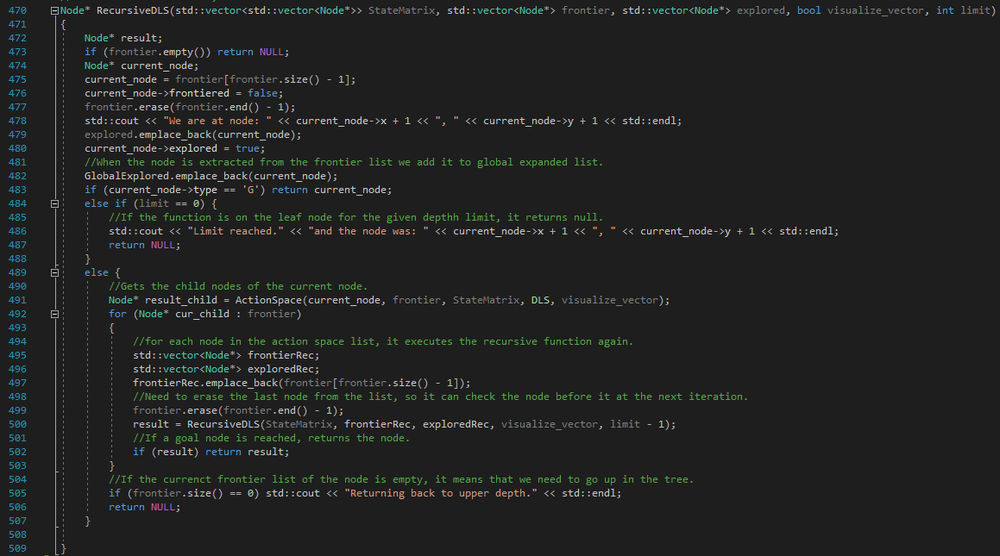 470 Node* RecursiveDLS(std::vector<std::vector<Node*>> StateMatrix, std::vector<Node*> frontier, std::vector<Node*> explored, bool visualize_vector, int limit)
471 {
472 Node* result;
473 if (frontier.empty()) return NULL;
474 Node* current_node;
475 current_node = frontier[frontier.size() - 1];
476 current_node->frontiered = false;
477 frontier.erase(frontier.end() - 1);
478 std::cout << "We are at node: " << current_node->x + 1 << ", " << current_node->y + 1 << std::endl;
479 explored.emplace_back(current_node);
480 current_node->explored = true;
481 //When the node is extracted from the frontier list we add it to global expanded list.
482 GlobalExplored.emplace_back(current_node);
483 if (current_node->type == 'G') return current_node;
484 else if (limit == 0) {
485 //If the function is on the leaf node for the given depthh limit, it returns null.
486 std::cout << "Limit reached." << "and the node was: " << current_node->x + 1 << ", " << current_node->y + 1 << std::endl;
487 return NULL;
488 }
489 else {
490 //Gets the child nodes of the current node.
491 Node* result_child = ActionSpace(current_node, frontier, StateMatrix, DLS, visualize_vector);
492 for (Node* cur_child : frontier)
493 {
494 //for each node in the action space list, it executes the recursive function again.
495 std::vector<Node*> frontierRec;
496 std::vector<Node*> exploredRec;
497 frontierRec.emplace_back(frontier[frontier.size() - 1]);
498 //Need to erase the last node from the list, so it can check the node before it at the next iteration.
499 frontier.erase(frontier.end() - 1);
500 result = RecursiveDLS(StateMatrix, frontierRec, exploredRec, visualize_vector, limit - 1);
501 //If a goal node is reached, returns the node.
502 if (result) return result;
503 }
504 //If the currenct frontier list of the node is empty, it means that we need to go up in the tree.
505 if (frontier.size() == 0) std::cout << "Returning back to upper depth." << std::endl;
506 return NULL;
507 }
508
509 }